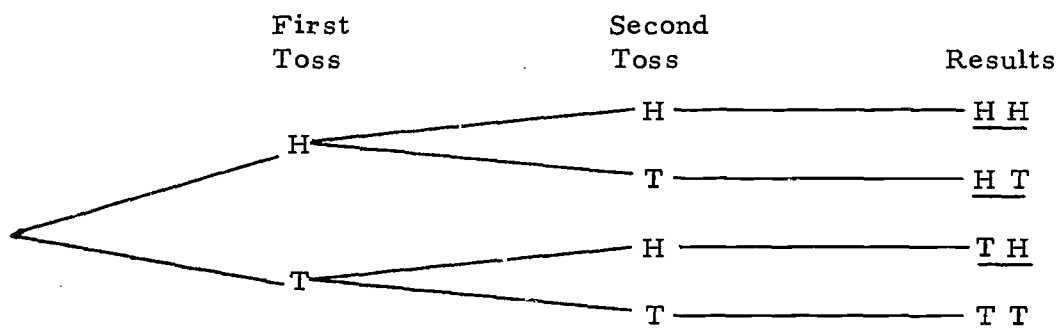 First Second
Toss Toss Results
H H H
H
T H T
H T H
T
T T T